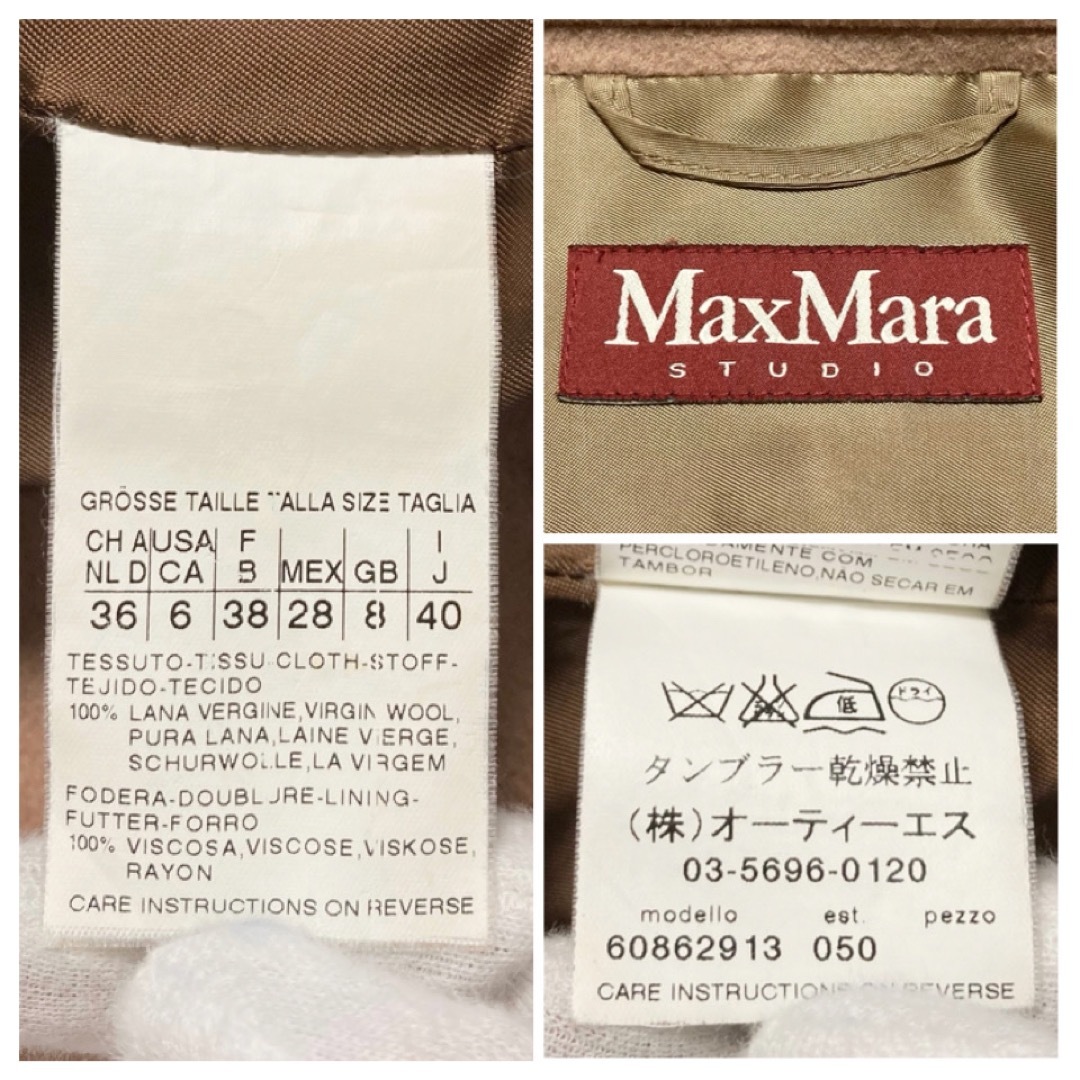 GRÖSSE TAILLE TALLA SIZE TAGLIA
CH A USA F I
NL D CA B MEX GB J
36 6 38 28 8 40
TESSUTO-TISSU-CLOTH-STOFF-
TEJIDO-TECIDO
100% LANA VERGINE,VIRGIN WOOL,
PURA LANA,LAINE VIERGE,
SCHURWOLLE,LA VIRGEM
FODERA-DOUBLURE-LINING-
FUTTER-FORRO
100% VISCOSA,VISCOSE,VISKOSE,
RAYON
CARE INSTRUCTIONS ON REVERSE
MaxMara
STUDIO
COM
PERCLOROETILENO,NÃO SECAR EM
TAMBOR
低 ドライ
タンブラー乾燥禁止
(株)オーティーエス
03-5696-0120
modello est. pezzo
60862913 050
CARE INSTRUCTIONS ON REVERSE